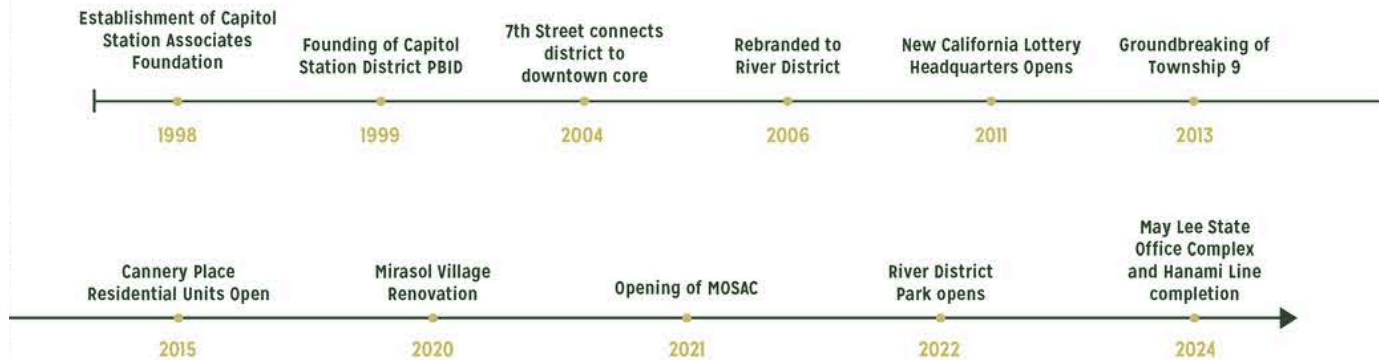 Establishment of Capitol
Station Associates
Foundation
1998
Founding of Capitol
Station District PBID
1999
7th Street connects
district to
downtown core
2004
Rebranded to
River District
2006
New California Lottery
Headquarters Opens
2011
Groundbreaking of
Township 9
2013
Cannery Place
Residential Units Open
2015
Mirasol Village
Renovation
2020
Opening of MOSAC
2021
River District
Park opens
2022
May Lee State
Office Complex
and Hanami Line
completion
2024